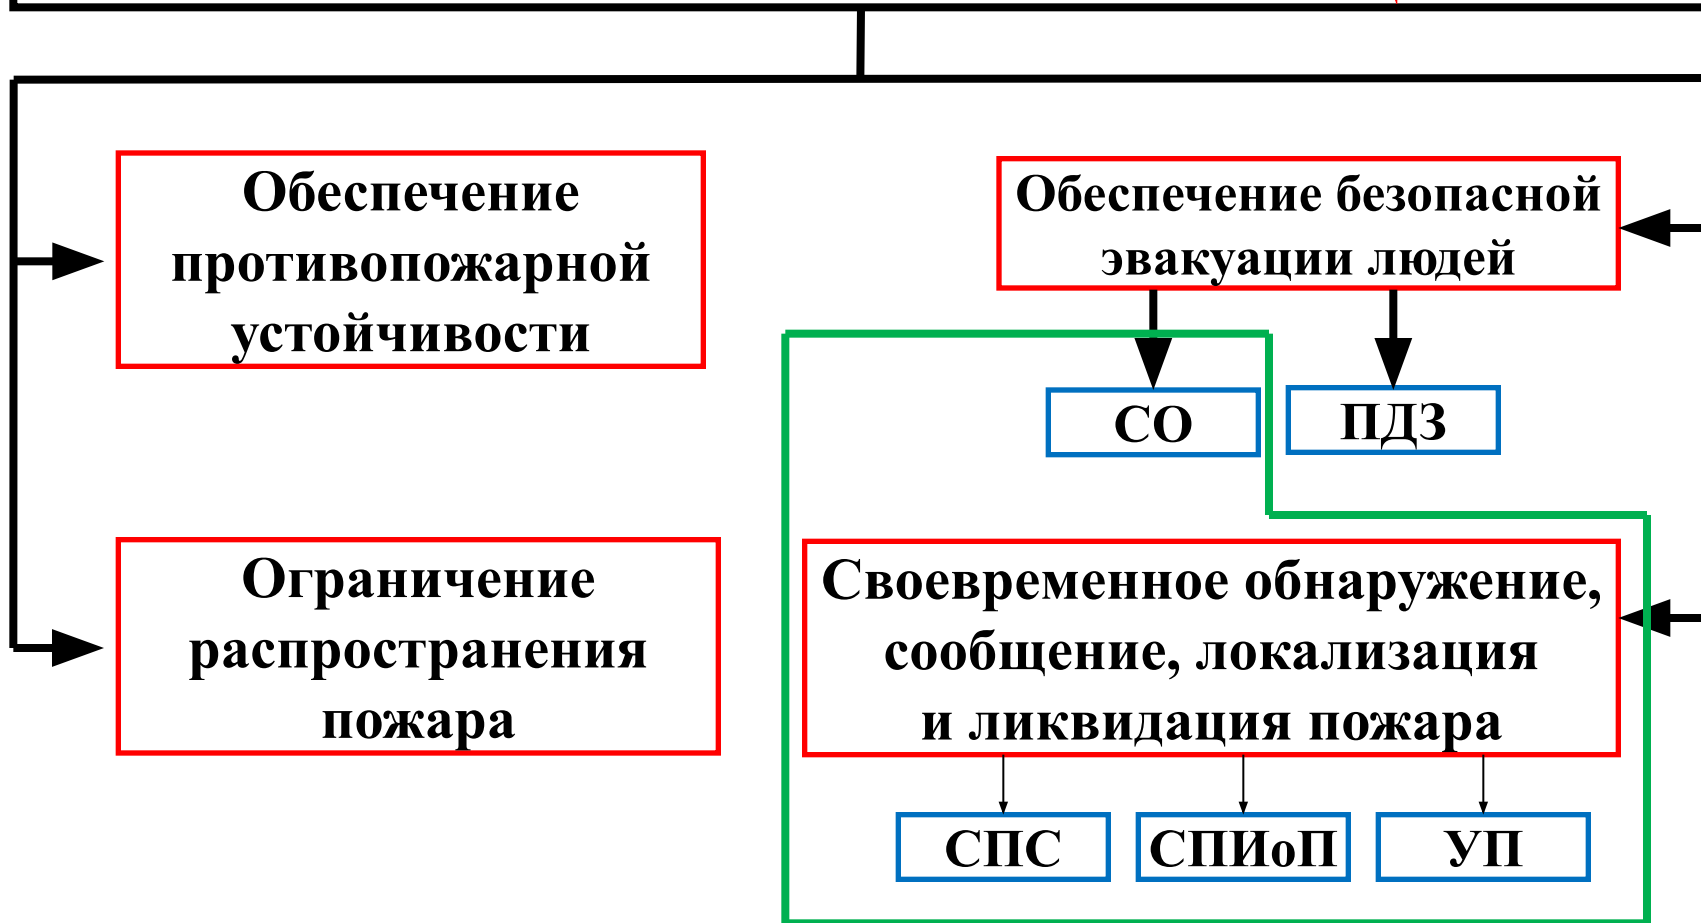 Обеспечение
противопожарной
устойчивости
Обеспечение безопасной
эвакуации людей
СО
ПДЗ
Ограничение
распространения
пожара
Своевременное обнаружение,
сообщение, локализация
и ликвидация пожара
СПС
СПИоП
УП